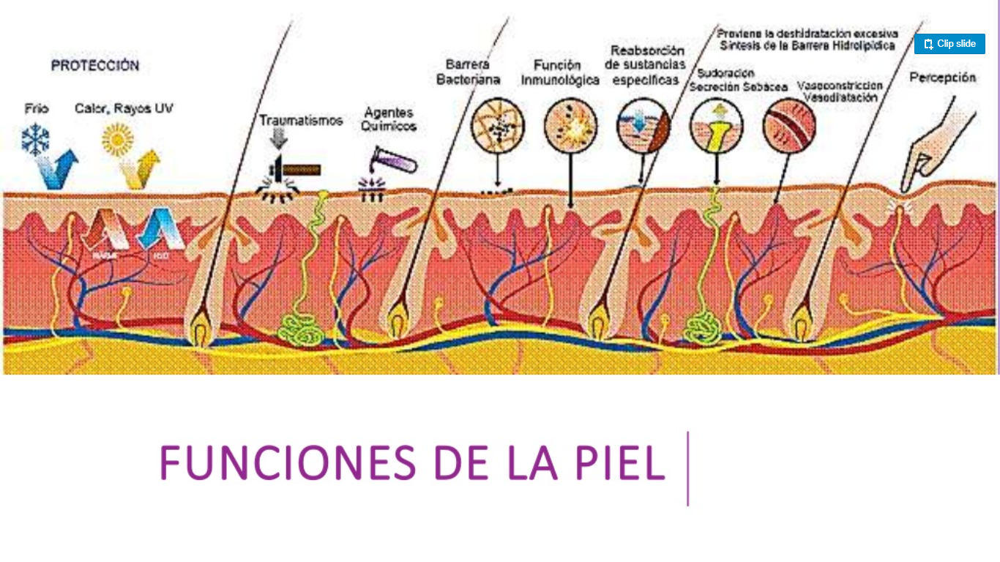 PROTECCIÓN
Frío
Calor, Rayos UV
Traumatismos
Agentes
Químicos
Barrera
Bacteriana
Función
Inmunológica
Reabsorción
de sustancias
específicas
Previene la deshidratación excesiva
Síntesis de la Barrera Hidrolipídica
Sudoración
Secreción Sebácea
Vasoconstricción
Vasodilatación
Percepción
Clip slide
H2O
FUNCIONES DE LA PIEL